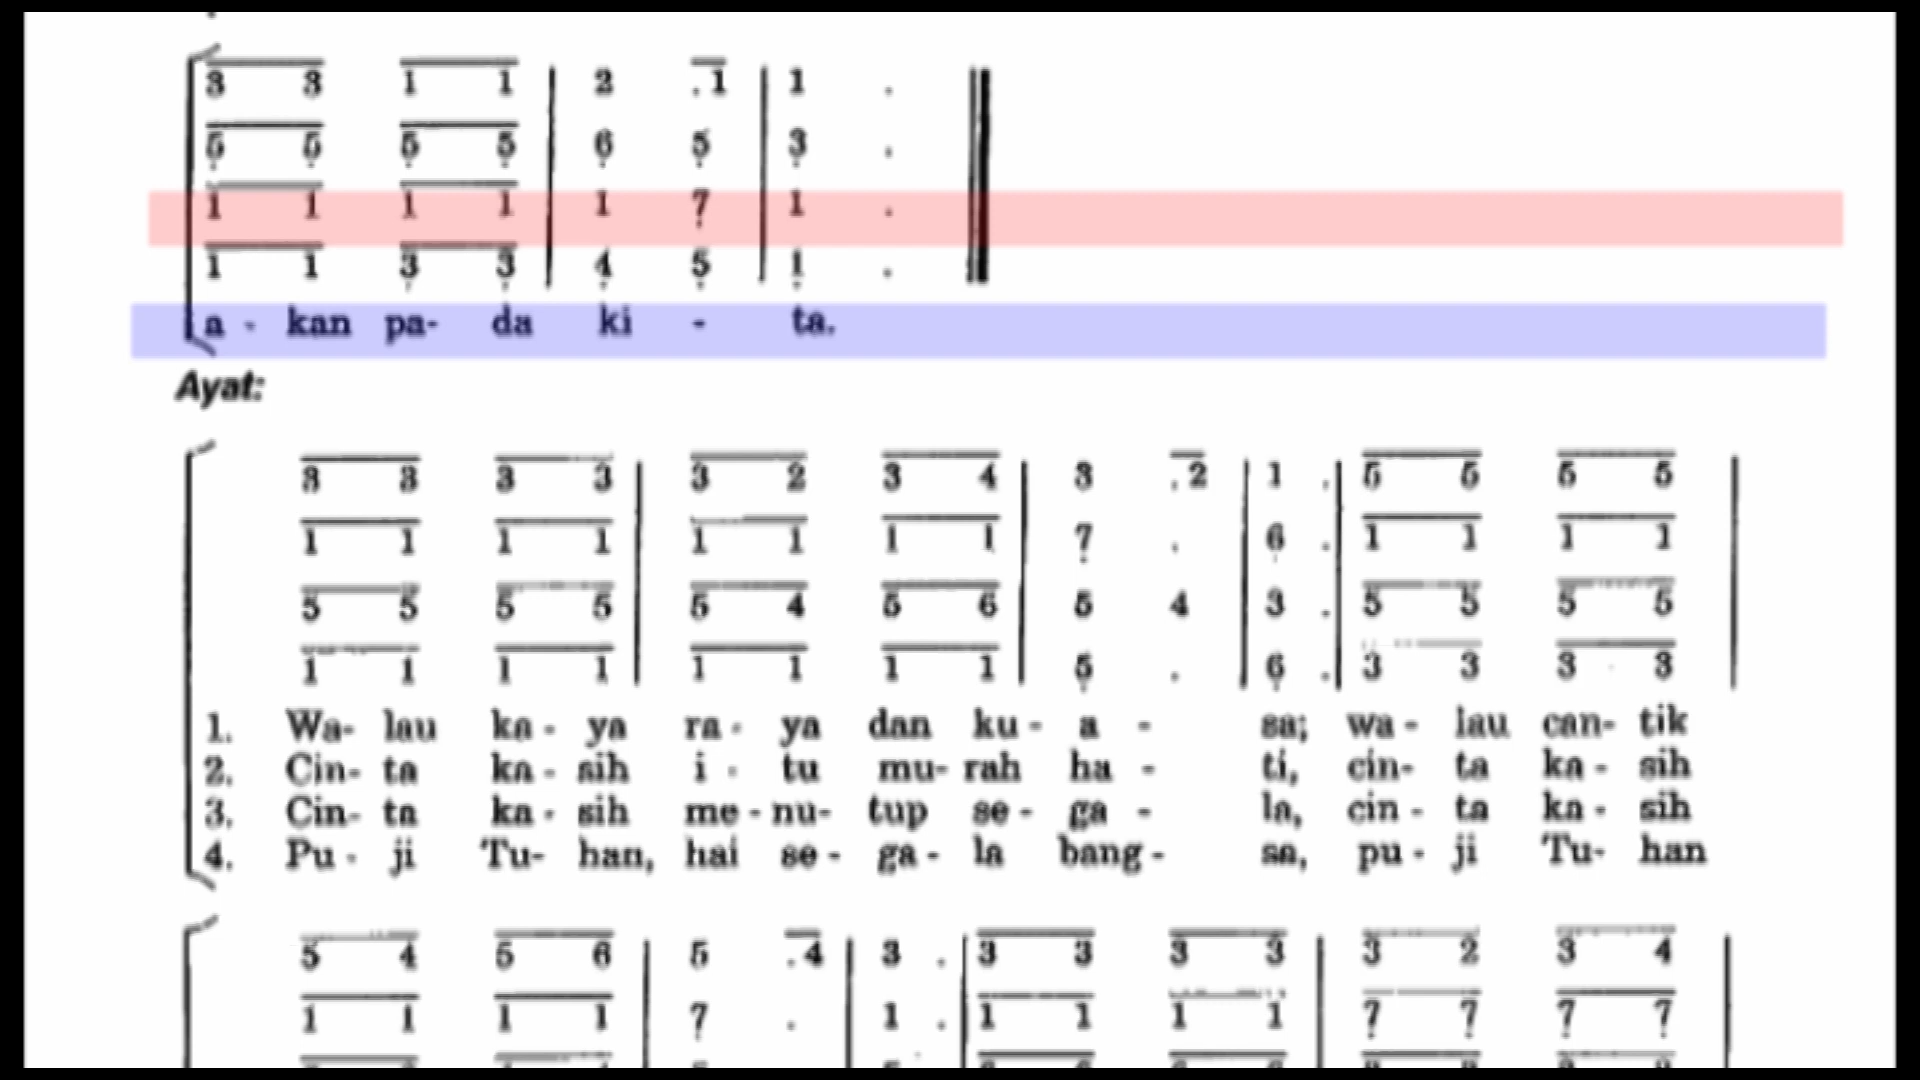 3 3 1 1 | 2 .1 | 1 .
5 5 5 5 | 6 5 | 3 .
1 1 1 1 | 1 7 | 1 .
1 1 3 3 | 4 5 | 1 .
a - kan pa- da ki - ta.
Ayat:
3 3 3 3 | 3 2 3 4 | 3 .2 | 1 . | 5 5 5 5 |
1 1 1 1 | 1 1 1 1 | 7 . | 6 . | 1 1 1 1 |
5 5 5 5 | 5 4 5 6 | 5 4 | 3 . | 5 5 5 5 |
1 1 1 1 | 1 1 1 1 | 5 . | 6 . | 3 3 3 3 |
1. Wa- lau ka - ya ra - ya dan ku - a - sa; wa - lau can- tik
2. Cin- ta ka - sih i - tu mu- rah ha - ti, cin- ta ka - sih
3. Cin- ta ka - sih me - nu- tup se - ga - la, cin - ta ka - sih
4. Pu - ji Tu- han, hai se - ga - la bang - sa, pu - ji Tu- han
5 4 5 6 | 5 .4 | 3 . | 3 3 3 3 | 3 2 3 4 |
1 1 1 1 | 7 . | 1 . | 1 1 1 1 | 7 7 7 7 |